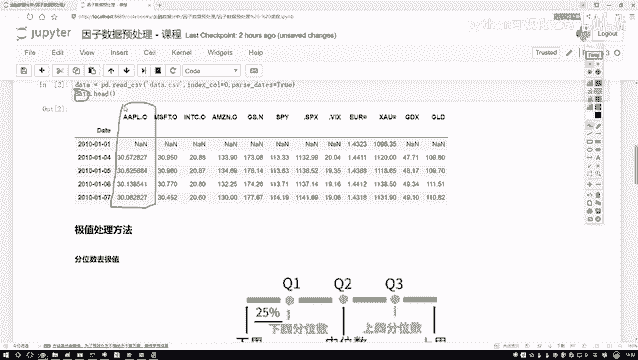 jupyter 因子数据预处理 - 课程 Last Checkpoint: 2 hours ago (unsaved changes) Logout
File Edit View Insert Cell Kernel Widgets Help Trusted
Run Code
In [2]: data = pd.read_csv('data.csv',index_col=0,parse_dates=True)
data.head()
Out[2]:
AAPL.O MSFT.O INTC.O AMZN.O GS.N SPY .SPX .VIX EUR= XAU= GDX GLD
Date
2010-01-01 NaN NaN NaN NaN NaN NaN NaN NaN 1.4323 1096.35 NaN NaN
2010-01-04 30.572827 30.950 20.88 133.90 173.08 113.33 1132.99 20.04 1.4411 1120.00 47.71 109.80
2010-01-05 30.625684 30.960 20.87 134.69 176.14 113.63 1136.52 19.35 1.4368 1118.65 48.17 109.70
2010-01-06 30.138541 30.770 20.80 132.25 174.26 113.71 1137.14 19.16 1.4412 1138.50 49.34 111.51
2010-01-07 30.082827 30.452 20.60 130.00 177.67 114.19 1141.69 19.06 1.4318 1131.90 49.10 110.82
极值处理方法
分位数去极值
Q1 Q2 Q3
25%
下四分位数 上四分位数